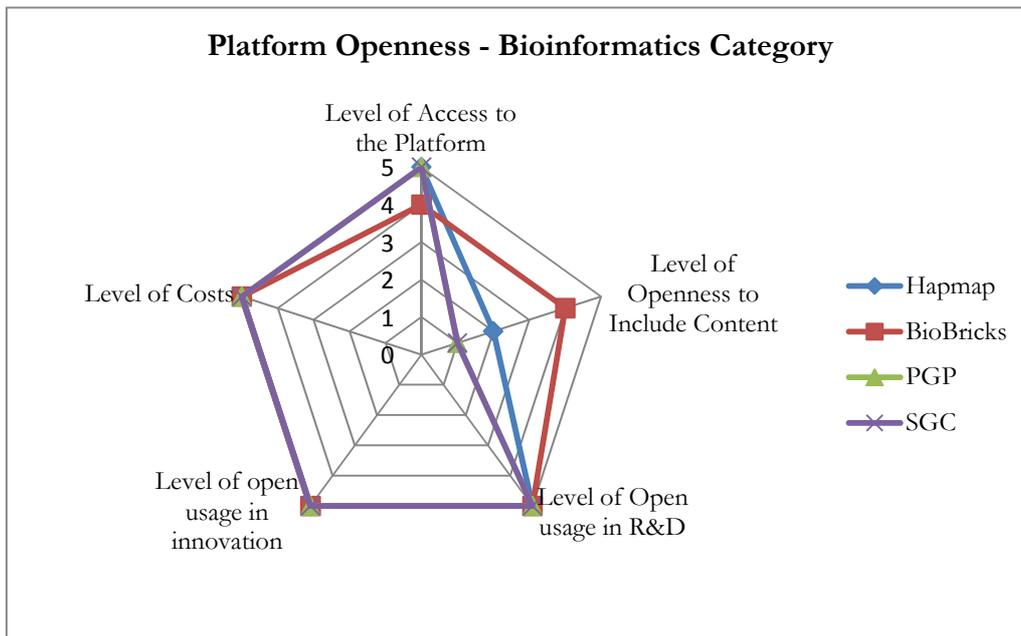 Platform Openness - Bioinformatics Category
Level of Access to
the Platform
5
4
3
2
1
0
Level of
Openness to
Include Content
Level of Costs
Level of open
usage in
innovation
Level of Open
usage in R&D
Hapmap
BioBricks
PGP
SGC